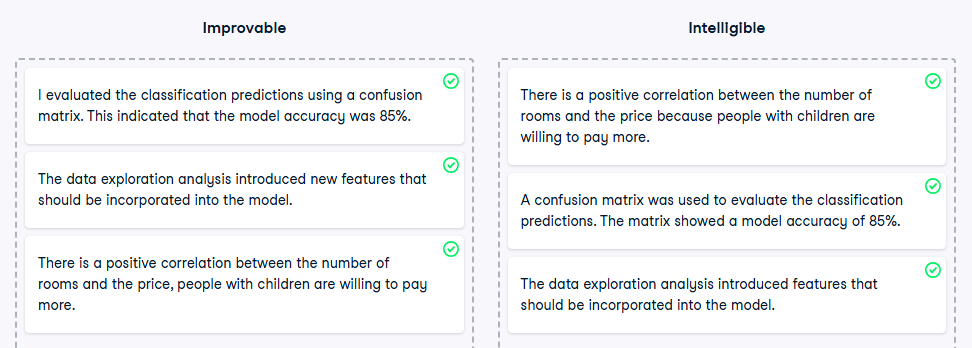 Improvable
I evaluated the classification predictions using a confusion
matrix. This indicated that the model accuracy was 85%.
The data exploration analysis introduced new features that
should be incorporated into the model.
There is a positive correlation between the number of
rooms and the price, people with children are willing to pay
more.
Intelligible
There is a positive correlation between the number of
rooms and the price because people with children are
willing to pay more.
A confusion matrix was used to evaluate the classification
predictions. The matrix showed a model accuracy of 85%.
The data exploration analysis introduced features that
should be incorporated into the model.